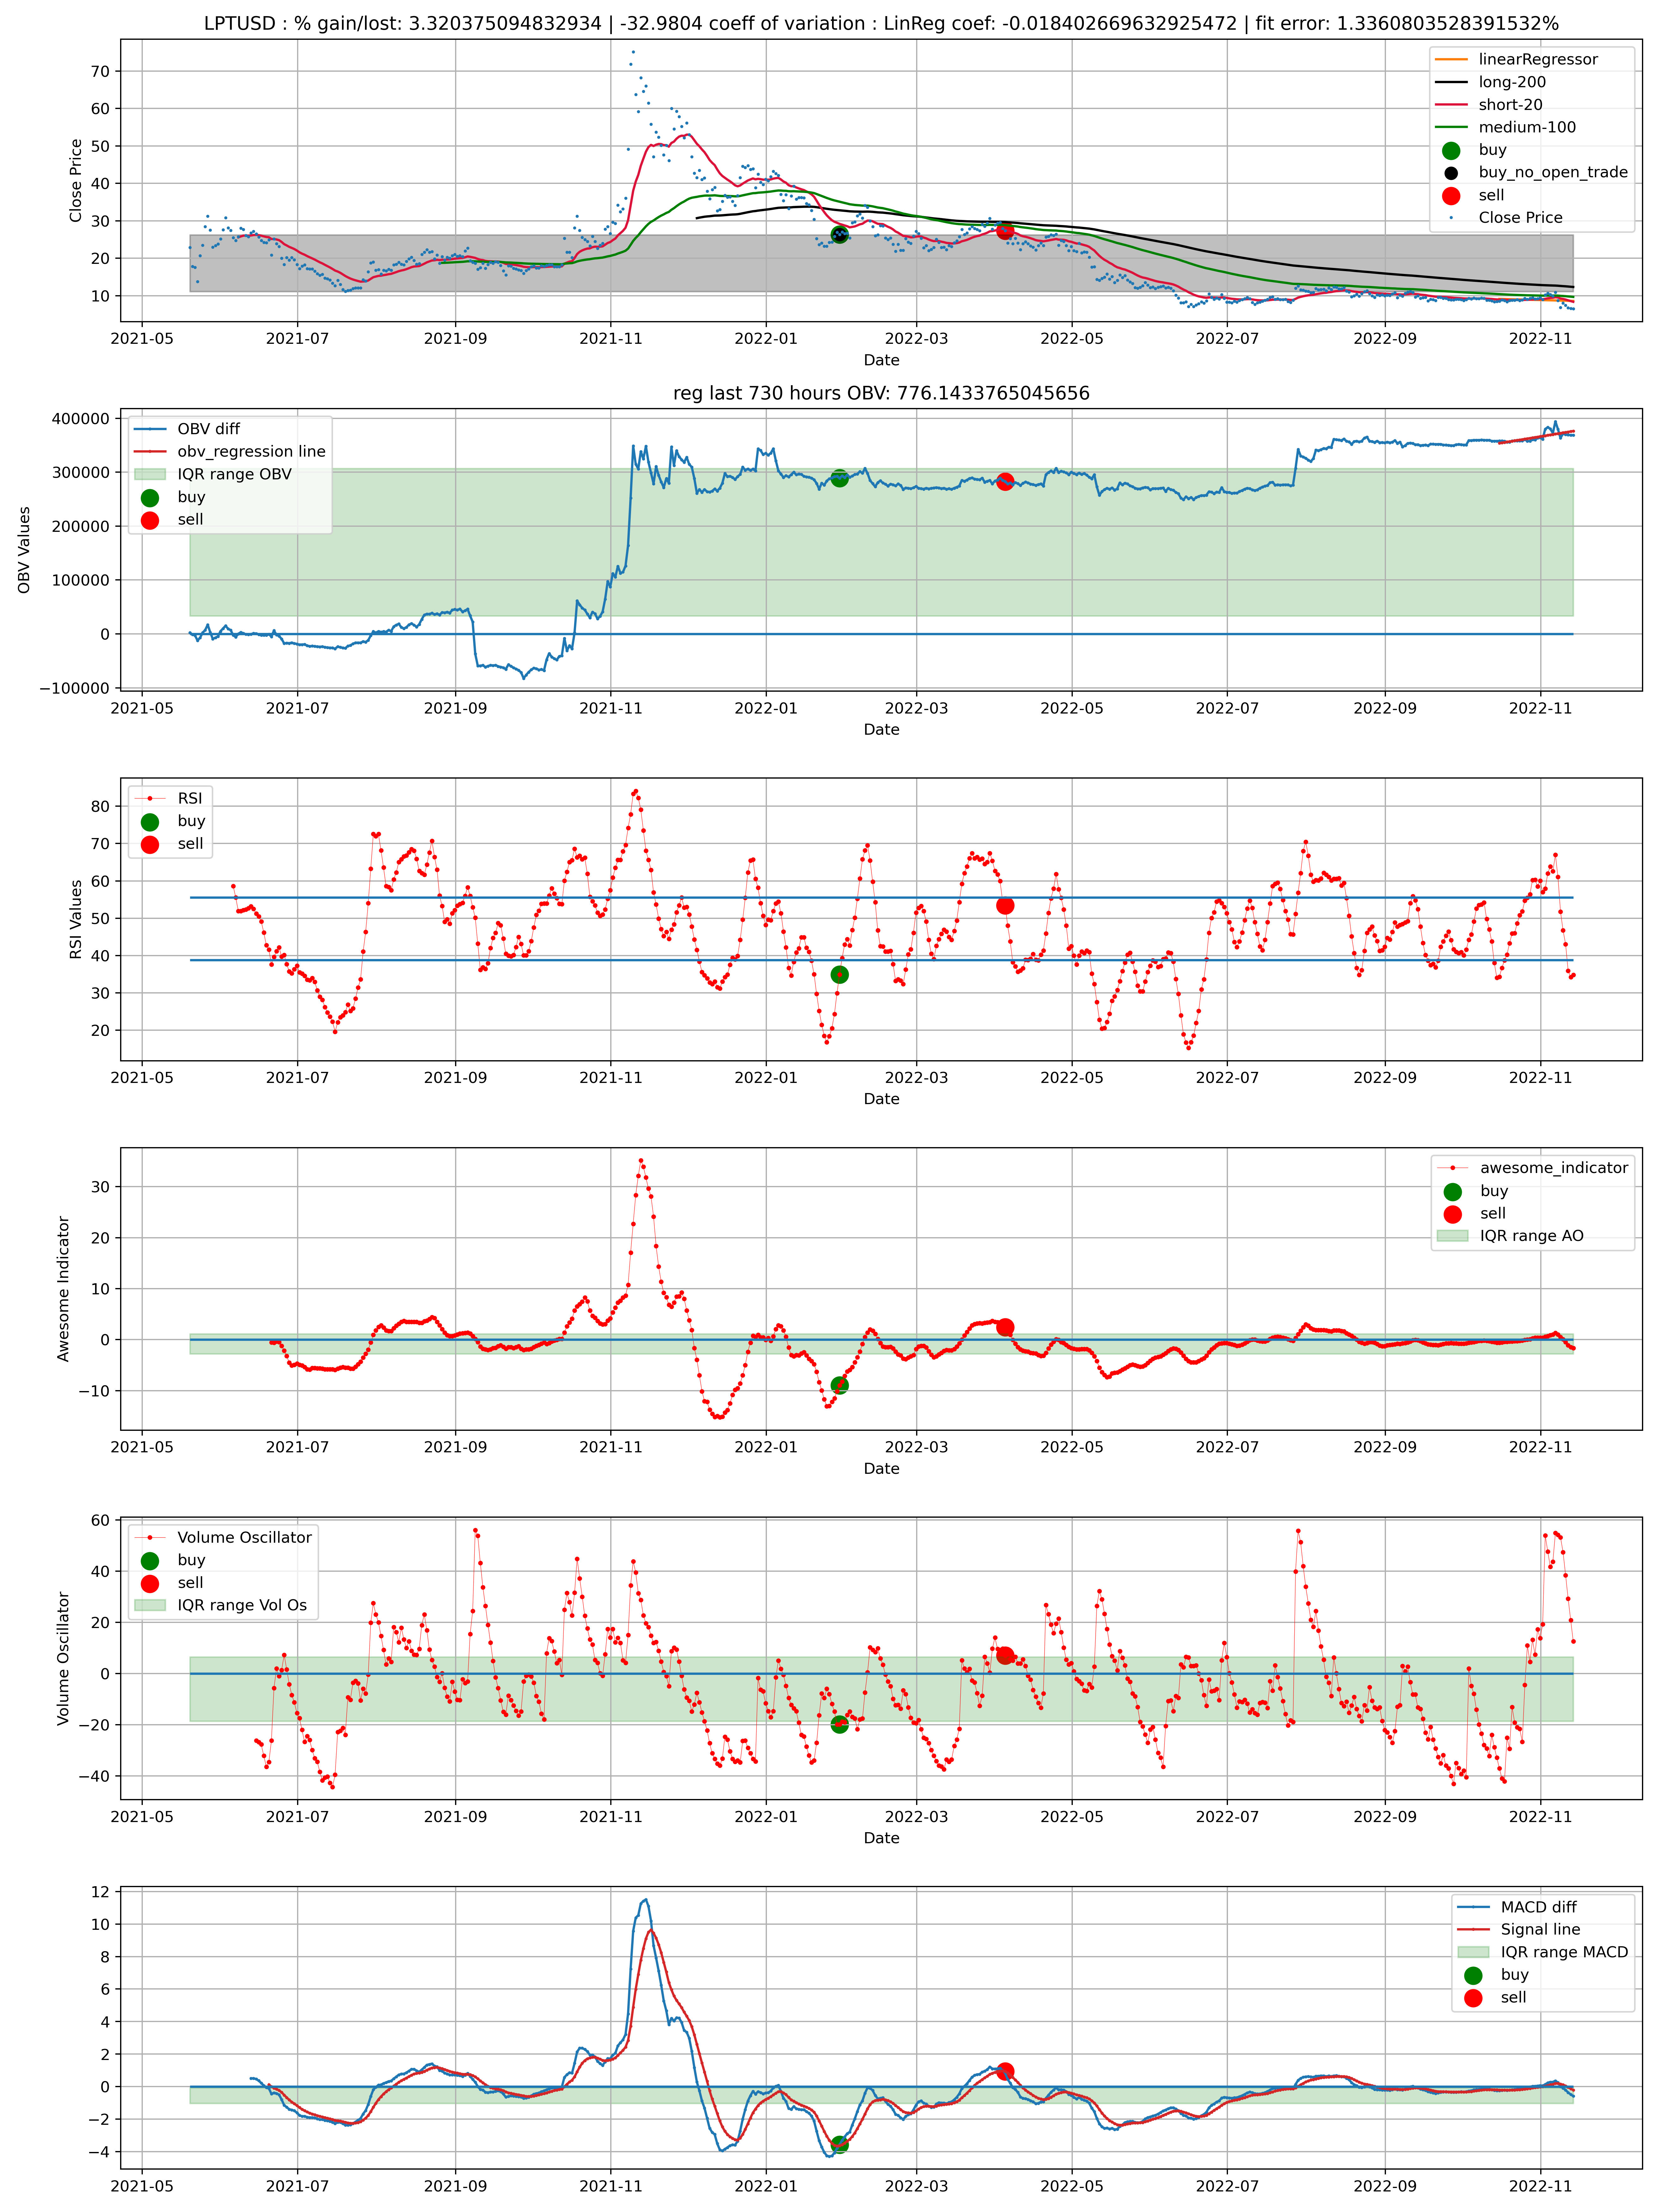 LPTUSD : % gain/lost: 3.320375094832934 | -32.9804 coeff of variation : LinReg coef: -0.018402669632925472 | fit error: 1.3360803528391532%
Close Price
70
60
50
40
30
20
10
linearRegressor
long-200
short-20
medium-100
buy
buy_no_open_trade
sell
Close Price
2021-05 2021-07 2021-09 2021-11 2022-01 2022-03 2022-05 2022-07 2022-09 2022-11
Date
reg last 730 hours OBV: 776.1433765045656
OBV Values
400000
300000
200000
100000
0
−100000
OBV diff
obv_regression line
IQR range OBV
buy
sell
2021-05 2021-07 2021-09 2021-11 2022-01 2022-03 2022-05 2022-07 2022-09 2022-11
Date
RSI Values
80
70
60
50
40
30
20
RSI
buy
sell
2021-05 2021-07 2021-09 2021-11 2022-01 2022-03 2022-05 2022-07 2022-09 2022-11
Date
Awesome Indicator
30
20
10
0
−10
awesome_indicator
buy
sell
IQR range AO
2021-05 2021-07 2021-09 2021-11 2022-01 2022-03 2022-05 2022-07 2022-09 2022-11
Date
Volume Oscillator
60
40
20
0
−20
−40
Volume Oscillator
buy
sell
IQR range Vol Os
2021-05 2021-07 2021-09 2021-11 2022-01 2022-03 2022-05 2022-07 2022-09 2022-11
Date
12
10
8
6
4
2
0
−2
−4
MACD diff
Signal line
IQR range MACD
buy
sell
2021-05 2021-07 2021-09 2021-11 2022-01 2022-03 2022-05 2022-07 2022-09 2022-11